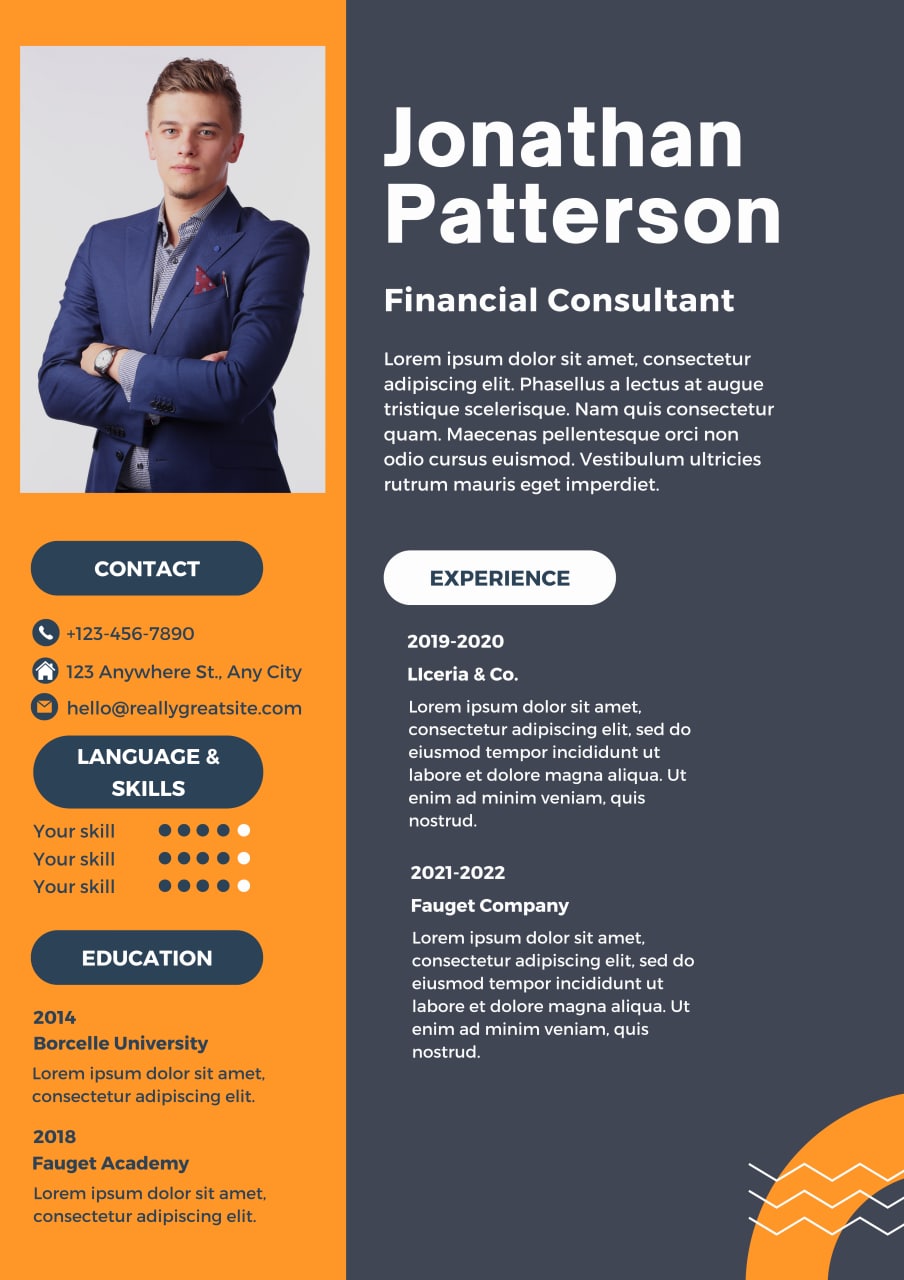 Jonathan
Patterson
Financial Consultant
Lorem ipsum dolor sit amet, consectetur
adipiscing elit. Phasellus a lectus at augue
tristique scelerisque. Nam quis consectetur
quam. Maecenas pellentesque orci non
odio cursus euismod. Vestibulum ultricies
rutrum mauris eget imperdiet.
CONTACT
+123-456-7890
123 Anywhere St., Any City
hello@reallygreatsite.com
LANGUAGE &
SKILLS
Your skill
Your skill
Your skill
EDUCATION
2014
Borcelle University
Lorem ipsum dolor sit amet,
consectetur adipiscing elit.
2018
Fauget Academy
Lorem ipsum dolor sit amet,
consectetur adipiscing elit.
EXPERIENCE
2019-2020
LIceria & Co.
Lorem ipsum dolor sit amet,
consectetur adipiscing elit, sed do
eiusmod tempor incididunt ut
labore et dolore magna aliqua. Ut
enim ad minim veniam, quis
nostrud.
2021-2022
Fauget Company
Lorem ipsum dolor sit amet,
consectetur adipiscing elit, sed do
eiusmod tempor incididunt ut
labore et dolore magna aliqua. Ut
enim ad minim veniam, quis
nostrud.